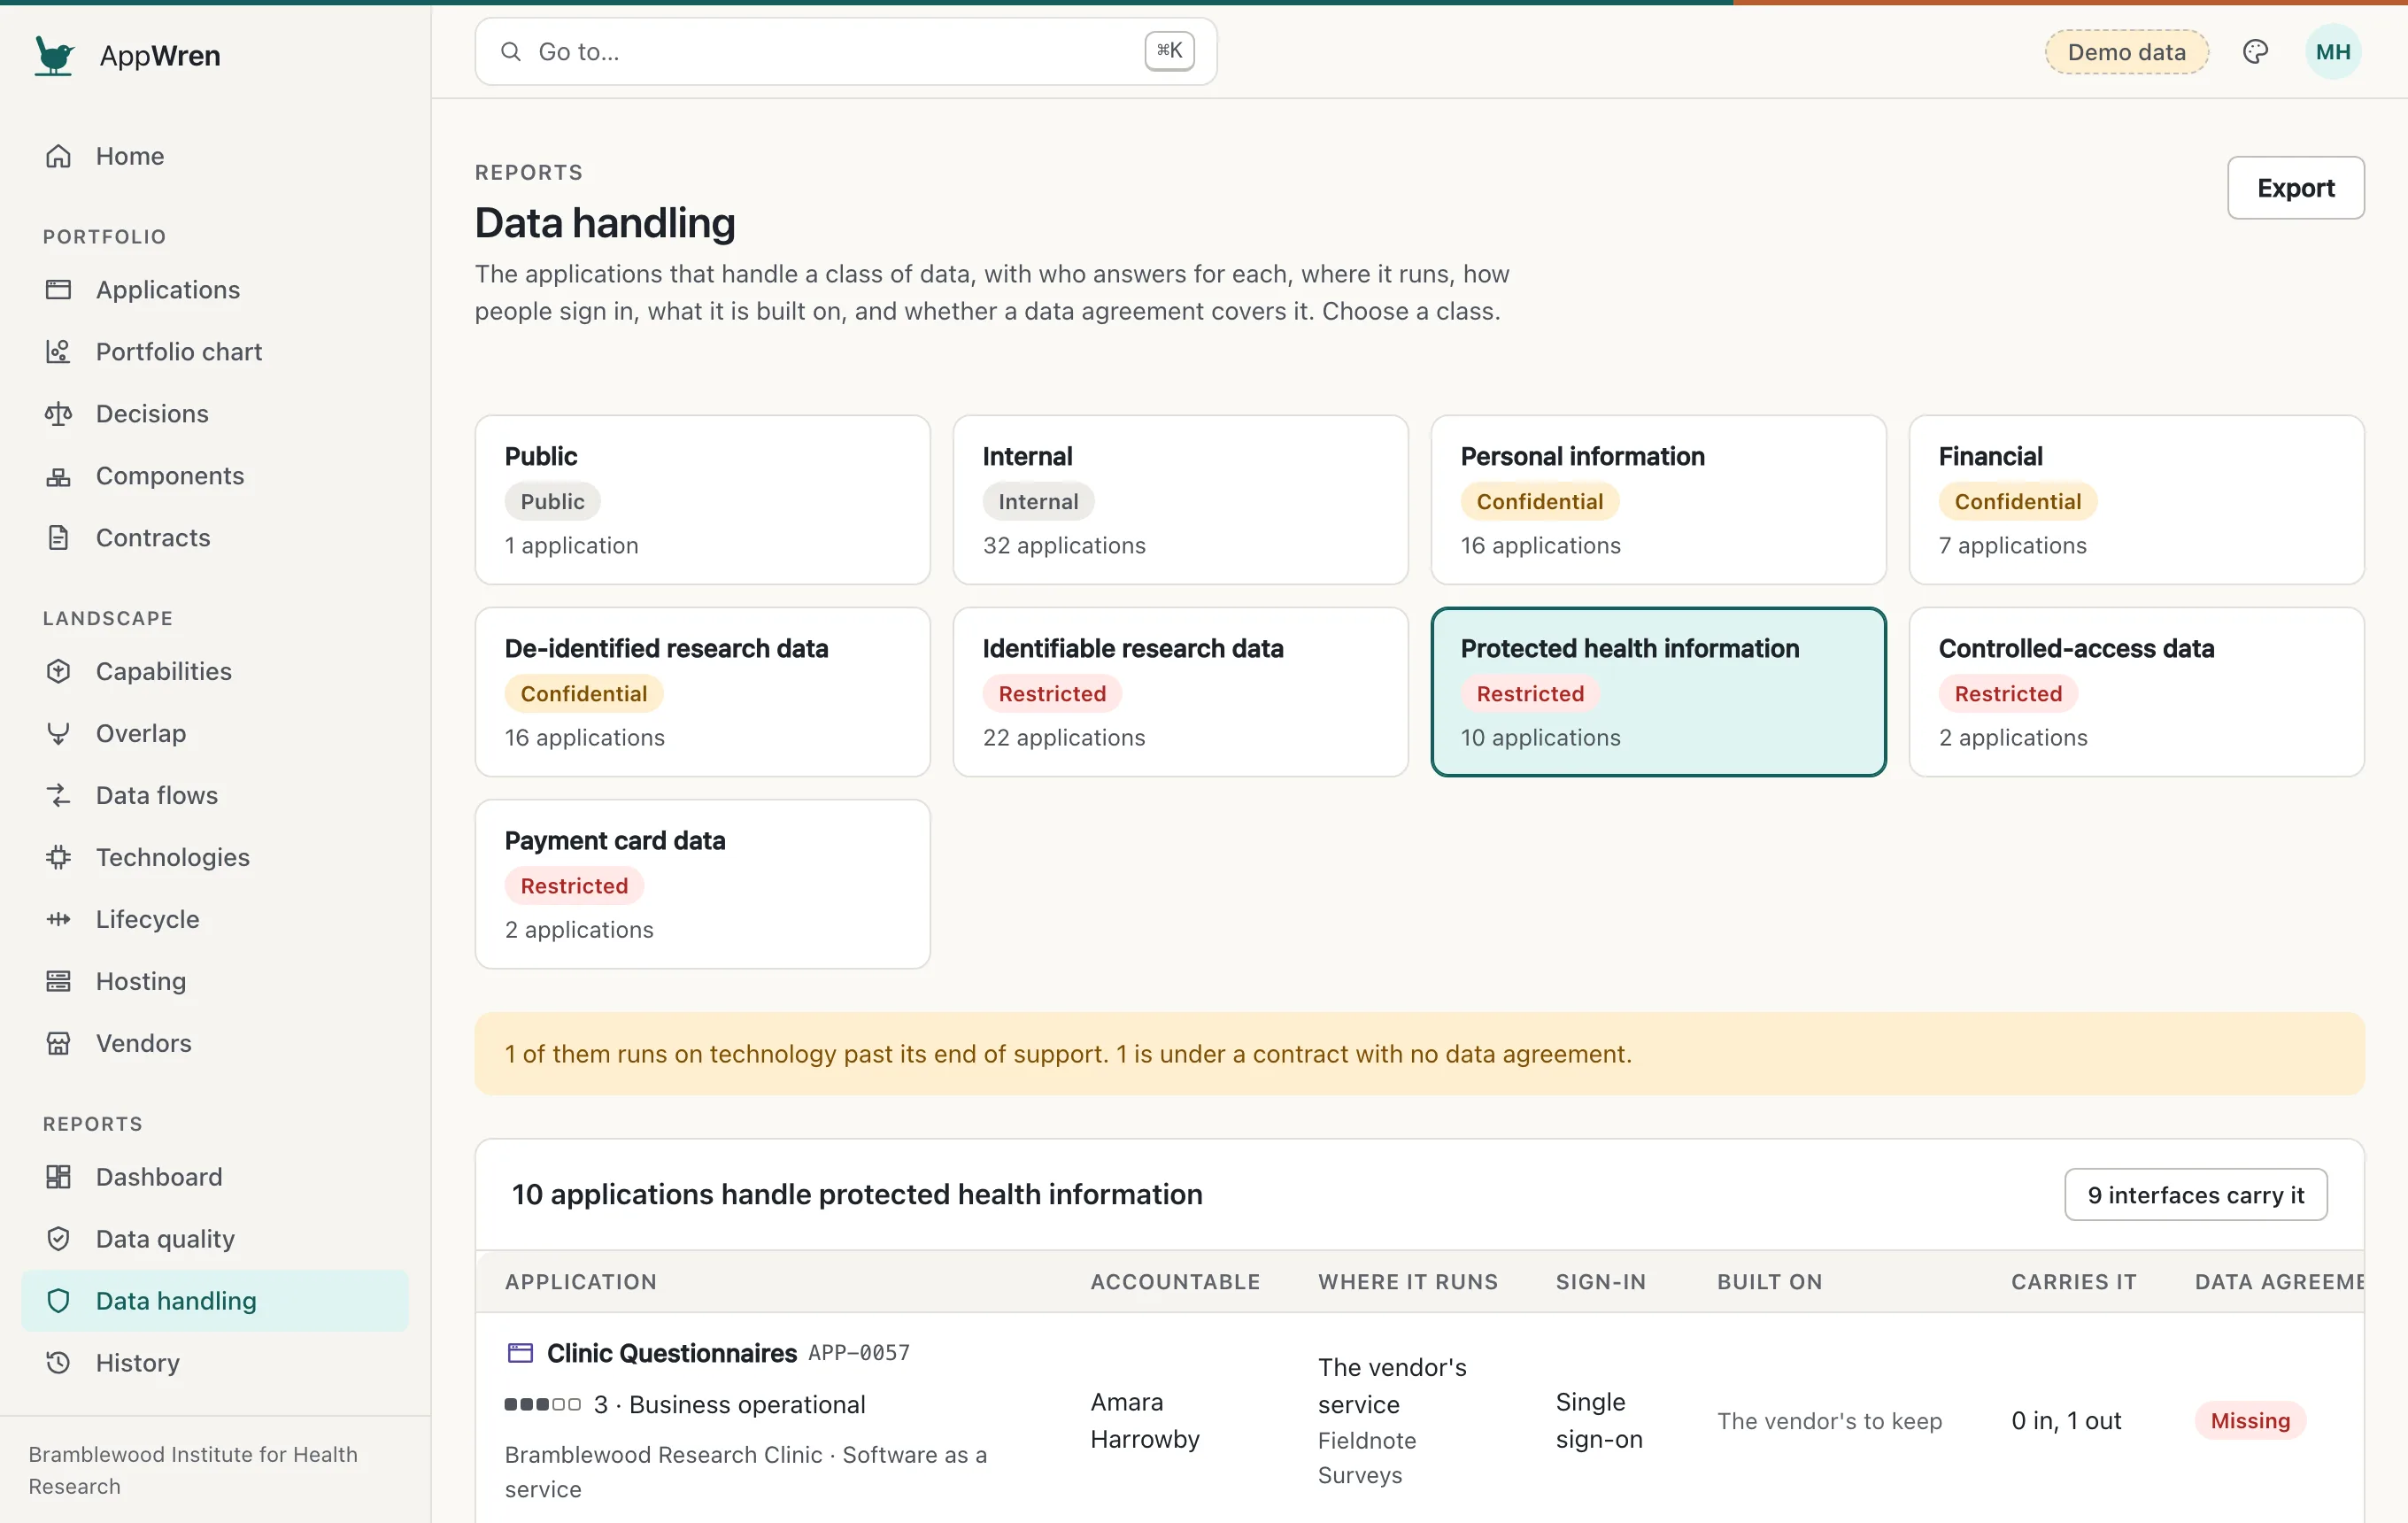 AppWren
Go to...
⌘K
Demo data
MH
Home
PORTFOLIO
Applications
Portfolio chart
Decisions
Components
Contracts
LANDSCAPE
Capabilities
Overlap
Data flows
Technologies
Lifecycle
Hosting
Vendors
REPORTS
Dashboard
Data quality
Data handling
History
Bramblewood Institute for Health
Research
REPORTS
Data handling
Export
The applications that handle a class of data, with who answers for each, where it runs, how
people sign in, what it is built on, and whether a data agreement covers it. Choose a class.
Public
Public
1 application
Internal
Internal
32 applications
Personal information
Confidential
16 applications
Financial
Confidential
7 applications
De-identified research data
Confidential
16 applications
Identifiable research data
Restricted
22 applications
Protected health information
Restricted
10 applications
Controlled-access data
Restricted
2 applications
Payment card data
Restricted
2 applications
1 of them runs on technology past its end of support. 1 is under a contract with no data agreement.
10 applications handle protected health information
9 interfaces carry it
APPLICATION ACCOUNTABLE WHERE IT RUNS SIGN-IN BUILT ON CARRIES IT DATA AGREEME
Clinic Questionnaires APP-0057
3 · Business operational
Bramblewood Research Clinic · Software as a
service
Amara
Harrowby
The vendor's
service
Fieldnote
Surveys
Single
sign-on
The vendor's to keep
0 in, 1 out
Missing